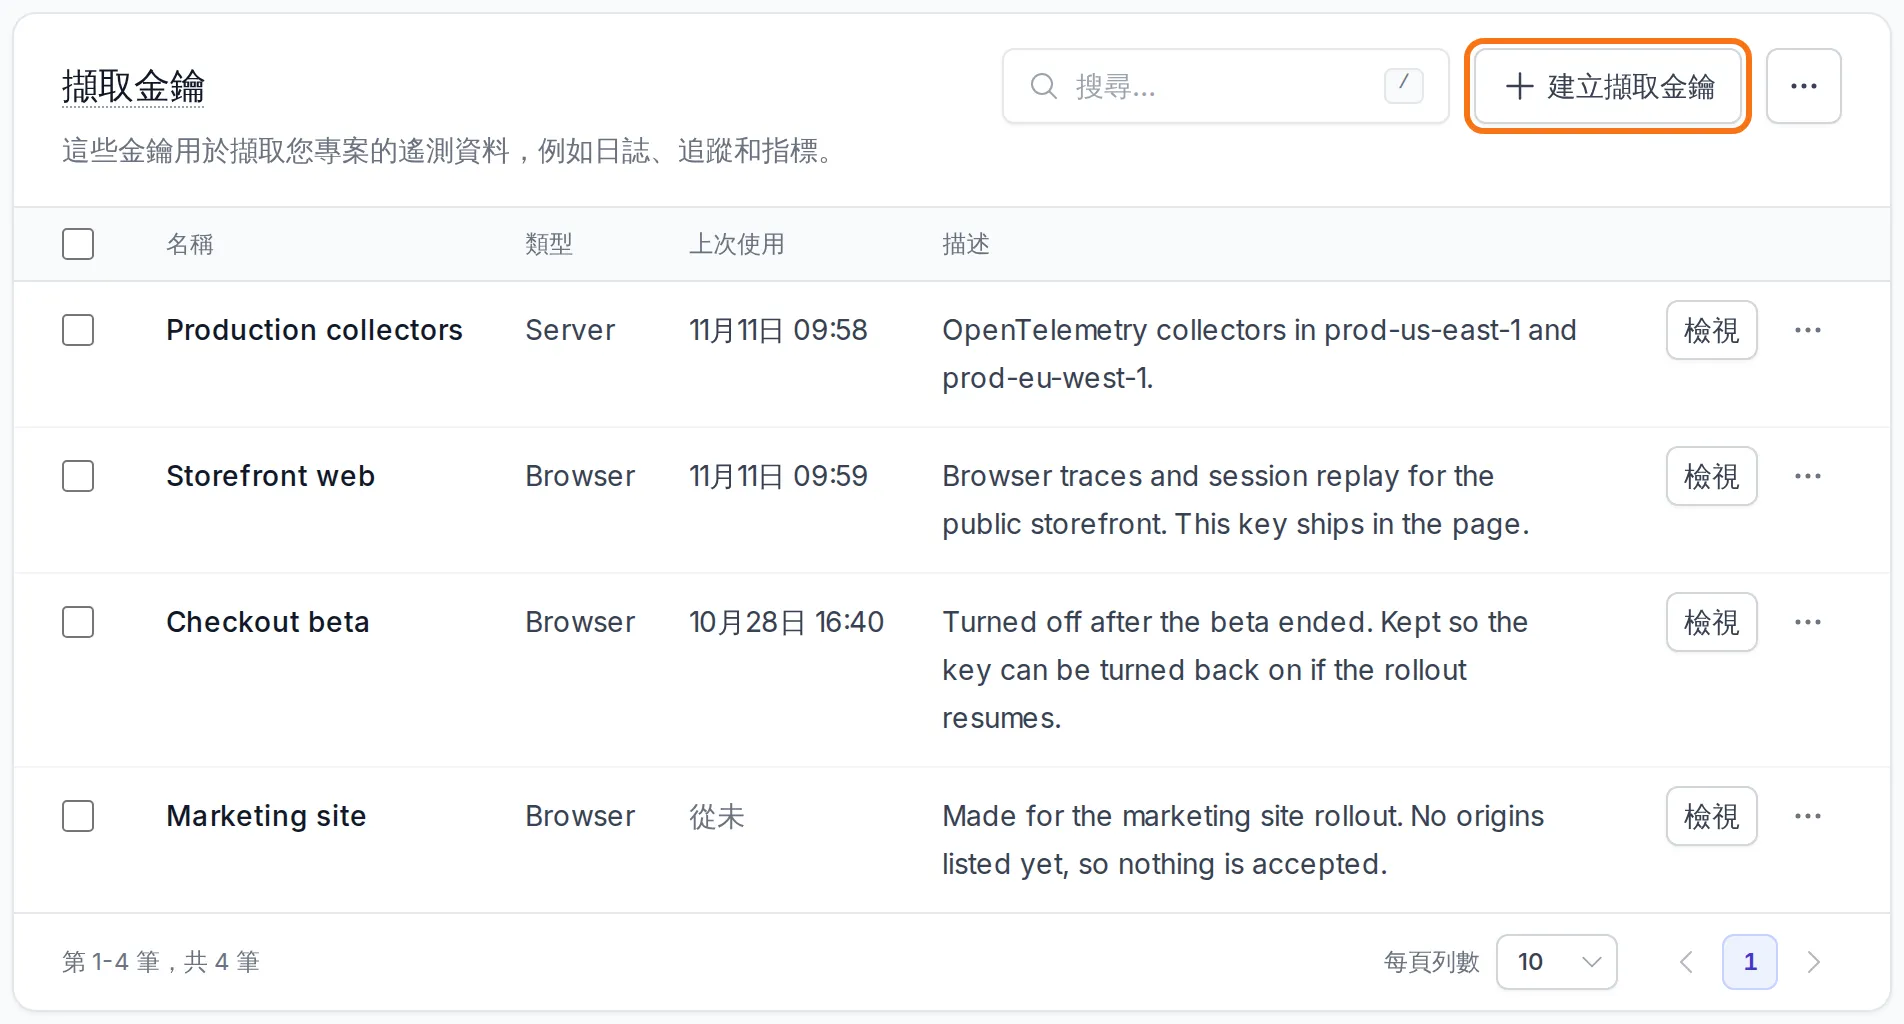 擷取金鑰
這些金鑰用於擷取您專案的遙測資料，例如日誌、追蹤和指標。
搜尋...
/
建立擷取金鑰
名稱 類型 上次使用 描述
Production collectors Server 11月11日 09:58 OpenTelemetry collectors in prod-us-east-1 and 檢視
prod-eu-west-1.
Storefront web Browser 11月11日 09:59 Browser traces and session replay for the 檢視
public storefront. This key ships in the page.
Checkout beta Browser 10月28日 16:40 Turned off after the beta ended. Kept so the 檢視
key can be turned back on if the rollout
resumes.
Marketing site Browser 從未 Made for the marketing site rollout. No origins 檢視
listed yet, so nothing is accepted.
第 1-4 筆，共 4 筆 每頁列數 10 1